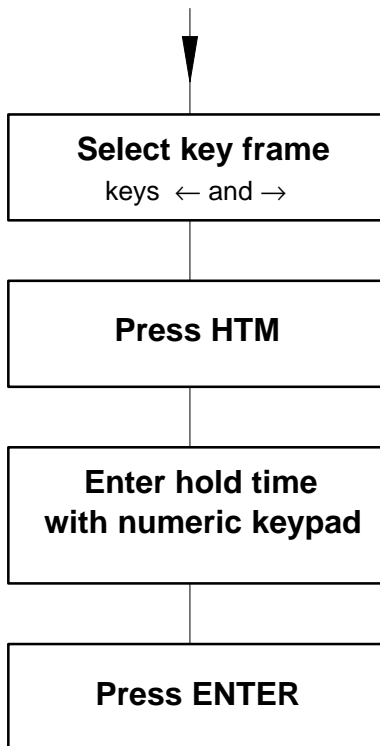 Select key frame
keys ← and →
Press HTM
Enter hold time
with numeric keypad
Press ENTER